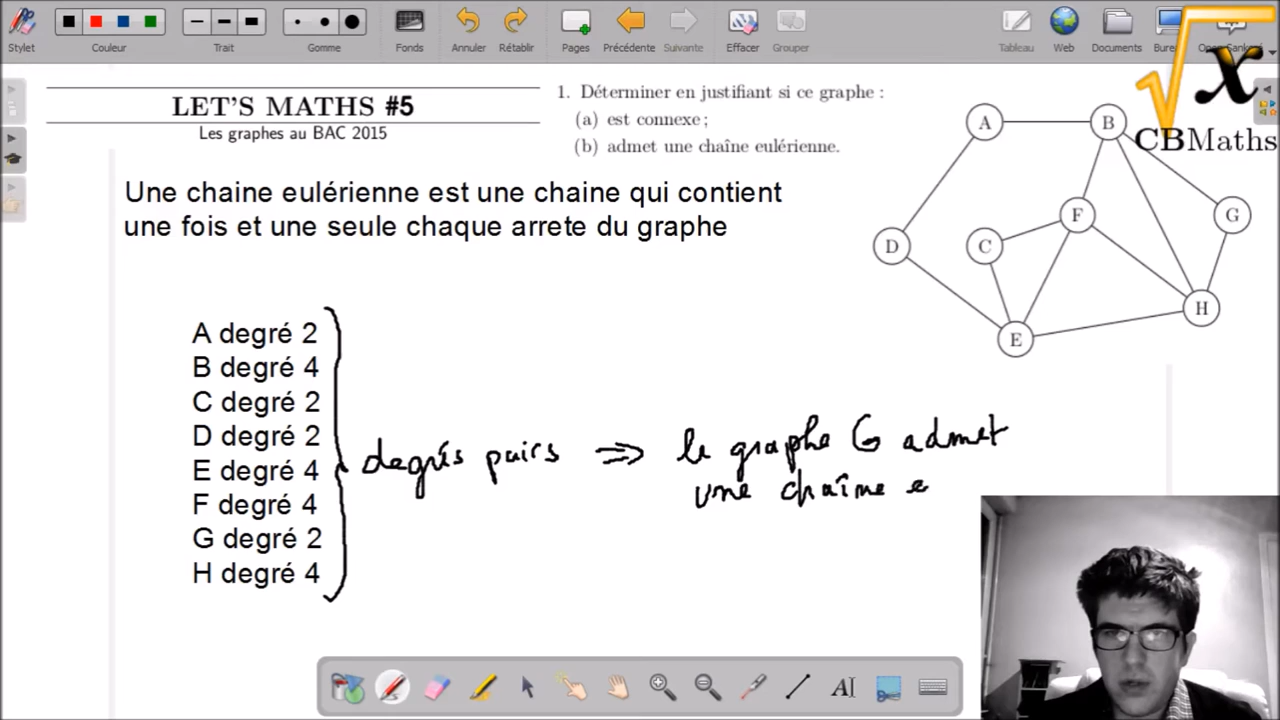 Stylet Couleur Trait Gomme Fonds Annuler Rétablir Pages Précédente Suivante Effacer Grouper Tableau Web Documents
LET'S MATHS #5
Les graphes au BAC 2015
1. Déterminer en justifiant si ce graphe :
(a) est connexe ;
(b) admet une chaîne eulérienne.
x
CBMaths
A B
F G
D C
H
E
Une chaine eulérienne est une chaine qui contient
une fois et une seule chaque arrete du graphe
A degré 2
B degré 4
C degré 2
D degré 2
E degré 4
F degré 4
G degré 2
H degré 4
degrés pairs ⇒ le graphe G admet
une chaîne e
AI